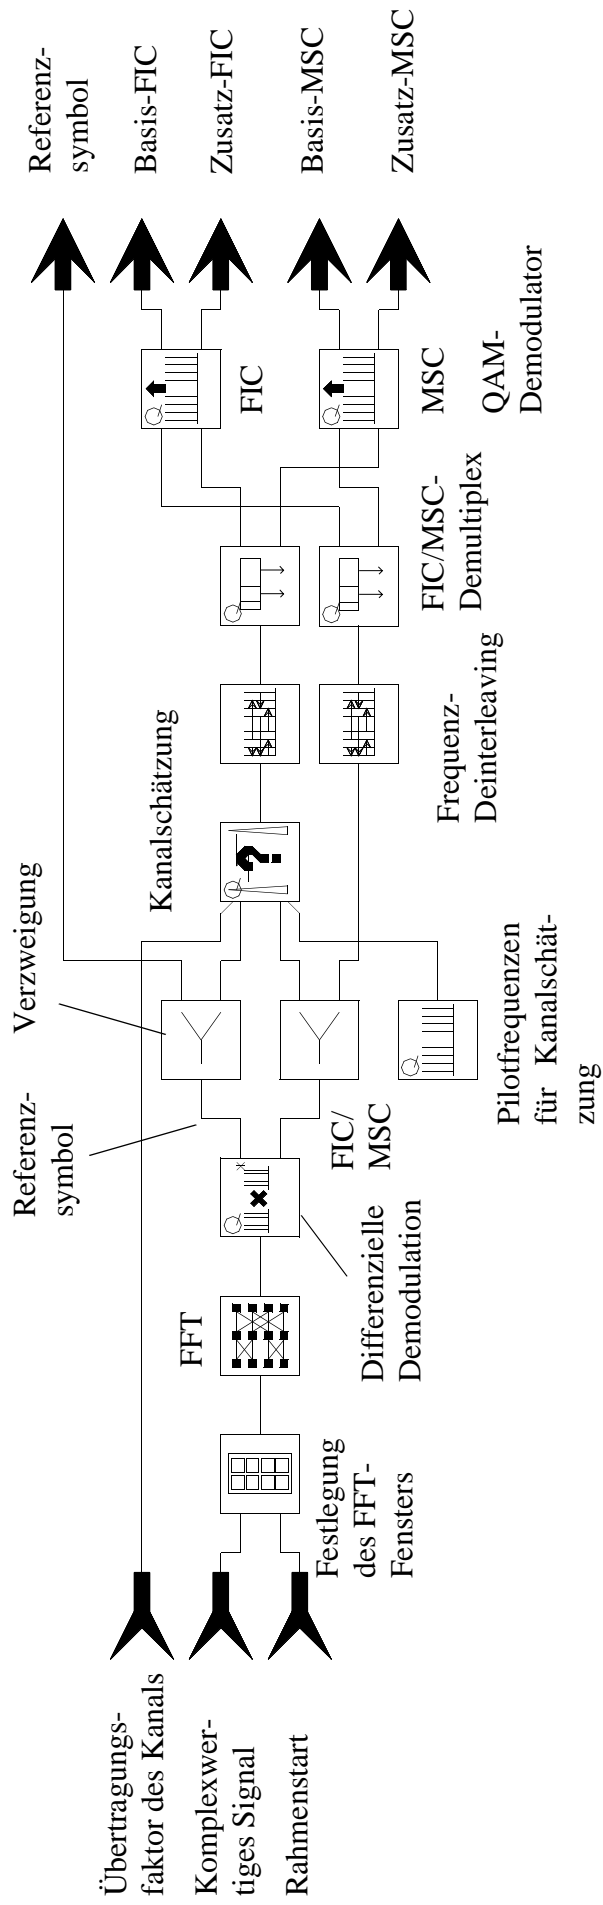 Übertragungs-
faktor des Kanals
Komplexwer-
tiges Signal
Rahmenstart
Festlegung
des FFT-
Fensters
FFT
Differenzielle
Demodulation
Referenz-
symbol
FIC/
MSC
Verzweigung
Pilotfrequenzen
für Kanalschät-
zung
Kanalschätzung
Frequenz-
Deinterleaving
FIC/MSC-
Demultiplex
FIC
MSC
QAM-
Demodulator
Referenz-
symbol
Basis-FIC
Zusatz-FIC
Basis-MSC
Zusatz-MSC